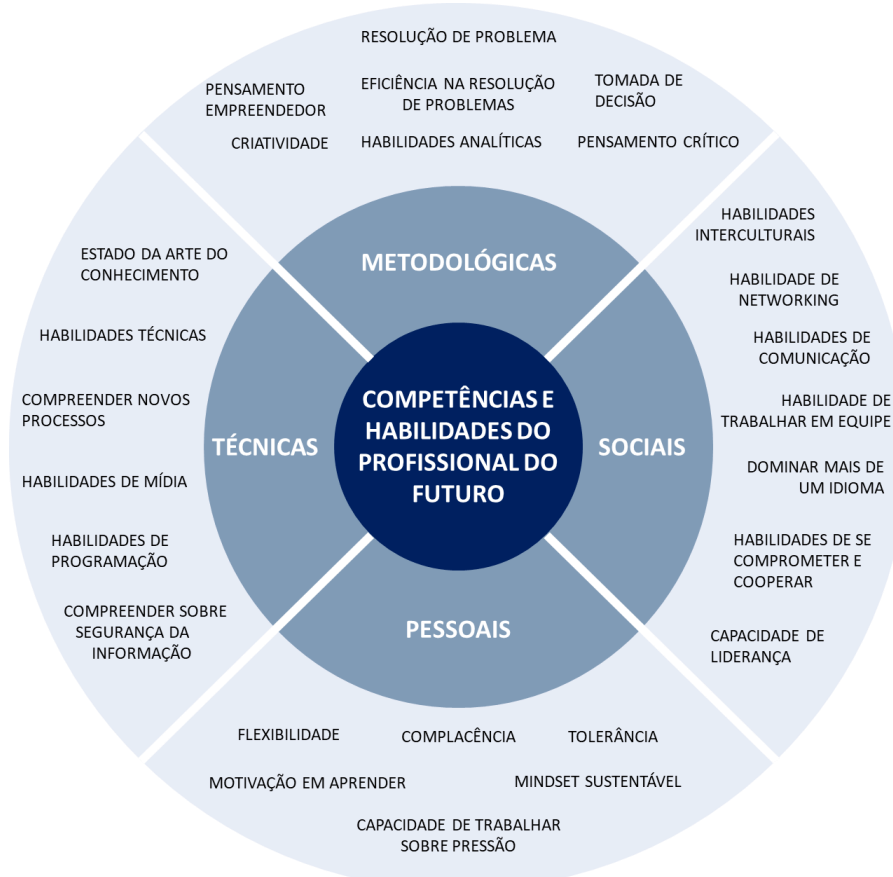 RESOLUÇÃO DE PROBLEMA
PENSAMENTO
EMPREENDEDOR
EFICIÊNCIA NA RESOLUÇÃO
DE PROBLEMAS
TOMADA DE
DECISÃO
CRIATIVIDADE
HABILIDADES ANALÍTICAS
PENSAMENTO CRÍTICO
METODOLÓGICAS
HABILIDADES
INTERCULTURAIS
HABILIDADE DE
NETWORKING
HABILIDADES DE
COMUNICAÇÃO
HABILIDADE DE
TRABALHAR EM EQUIPE
DOMINAR MAIS DE
UM IDIOMA
HABILIDADES DE SE
COMPROMETER E
COOPERAR
CAPACIDADE DE
LIDERANÇA
SOCIAIS
COMPETÊNCIAS E
HABILIDADES DO
PROFISSIONAL DO
FUTURO
TÉCNICAS
ESTADO DA ARTE DO
CONHECIMENTO
HABILIDADES TÉCNICAS
COMPREENDER NOVOS
PROCESSOS
HABILIDADES DE MÍDIA
HABILIDADES DE
PROGRAMAÇÃO
COMPREENDER SOBRE
SEGURANÇA DA
INFORMAÇÃO
PESSOAIS
FLEXIBILIDADE
COMPLACÊNCIA
TOLERÂNCIA
MOTIVAÇÃO EM APRENDER
MINDSET SUSTENTÁVEL
CAPACIDADE DE TRABALHAR
SOBRE PRESSÃO